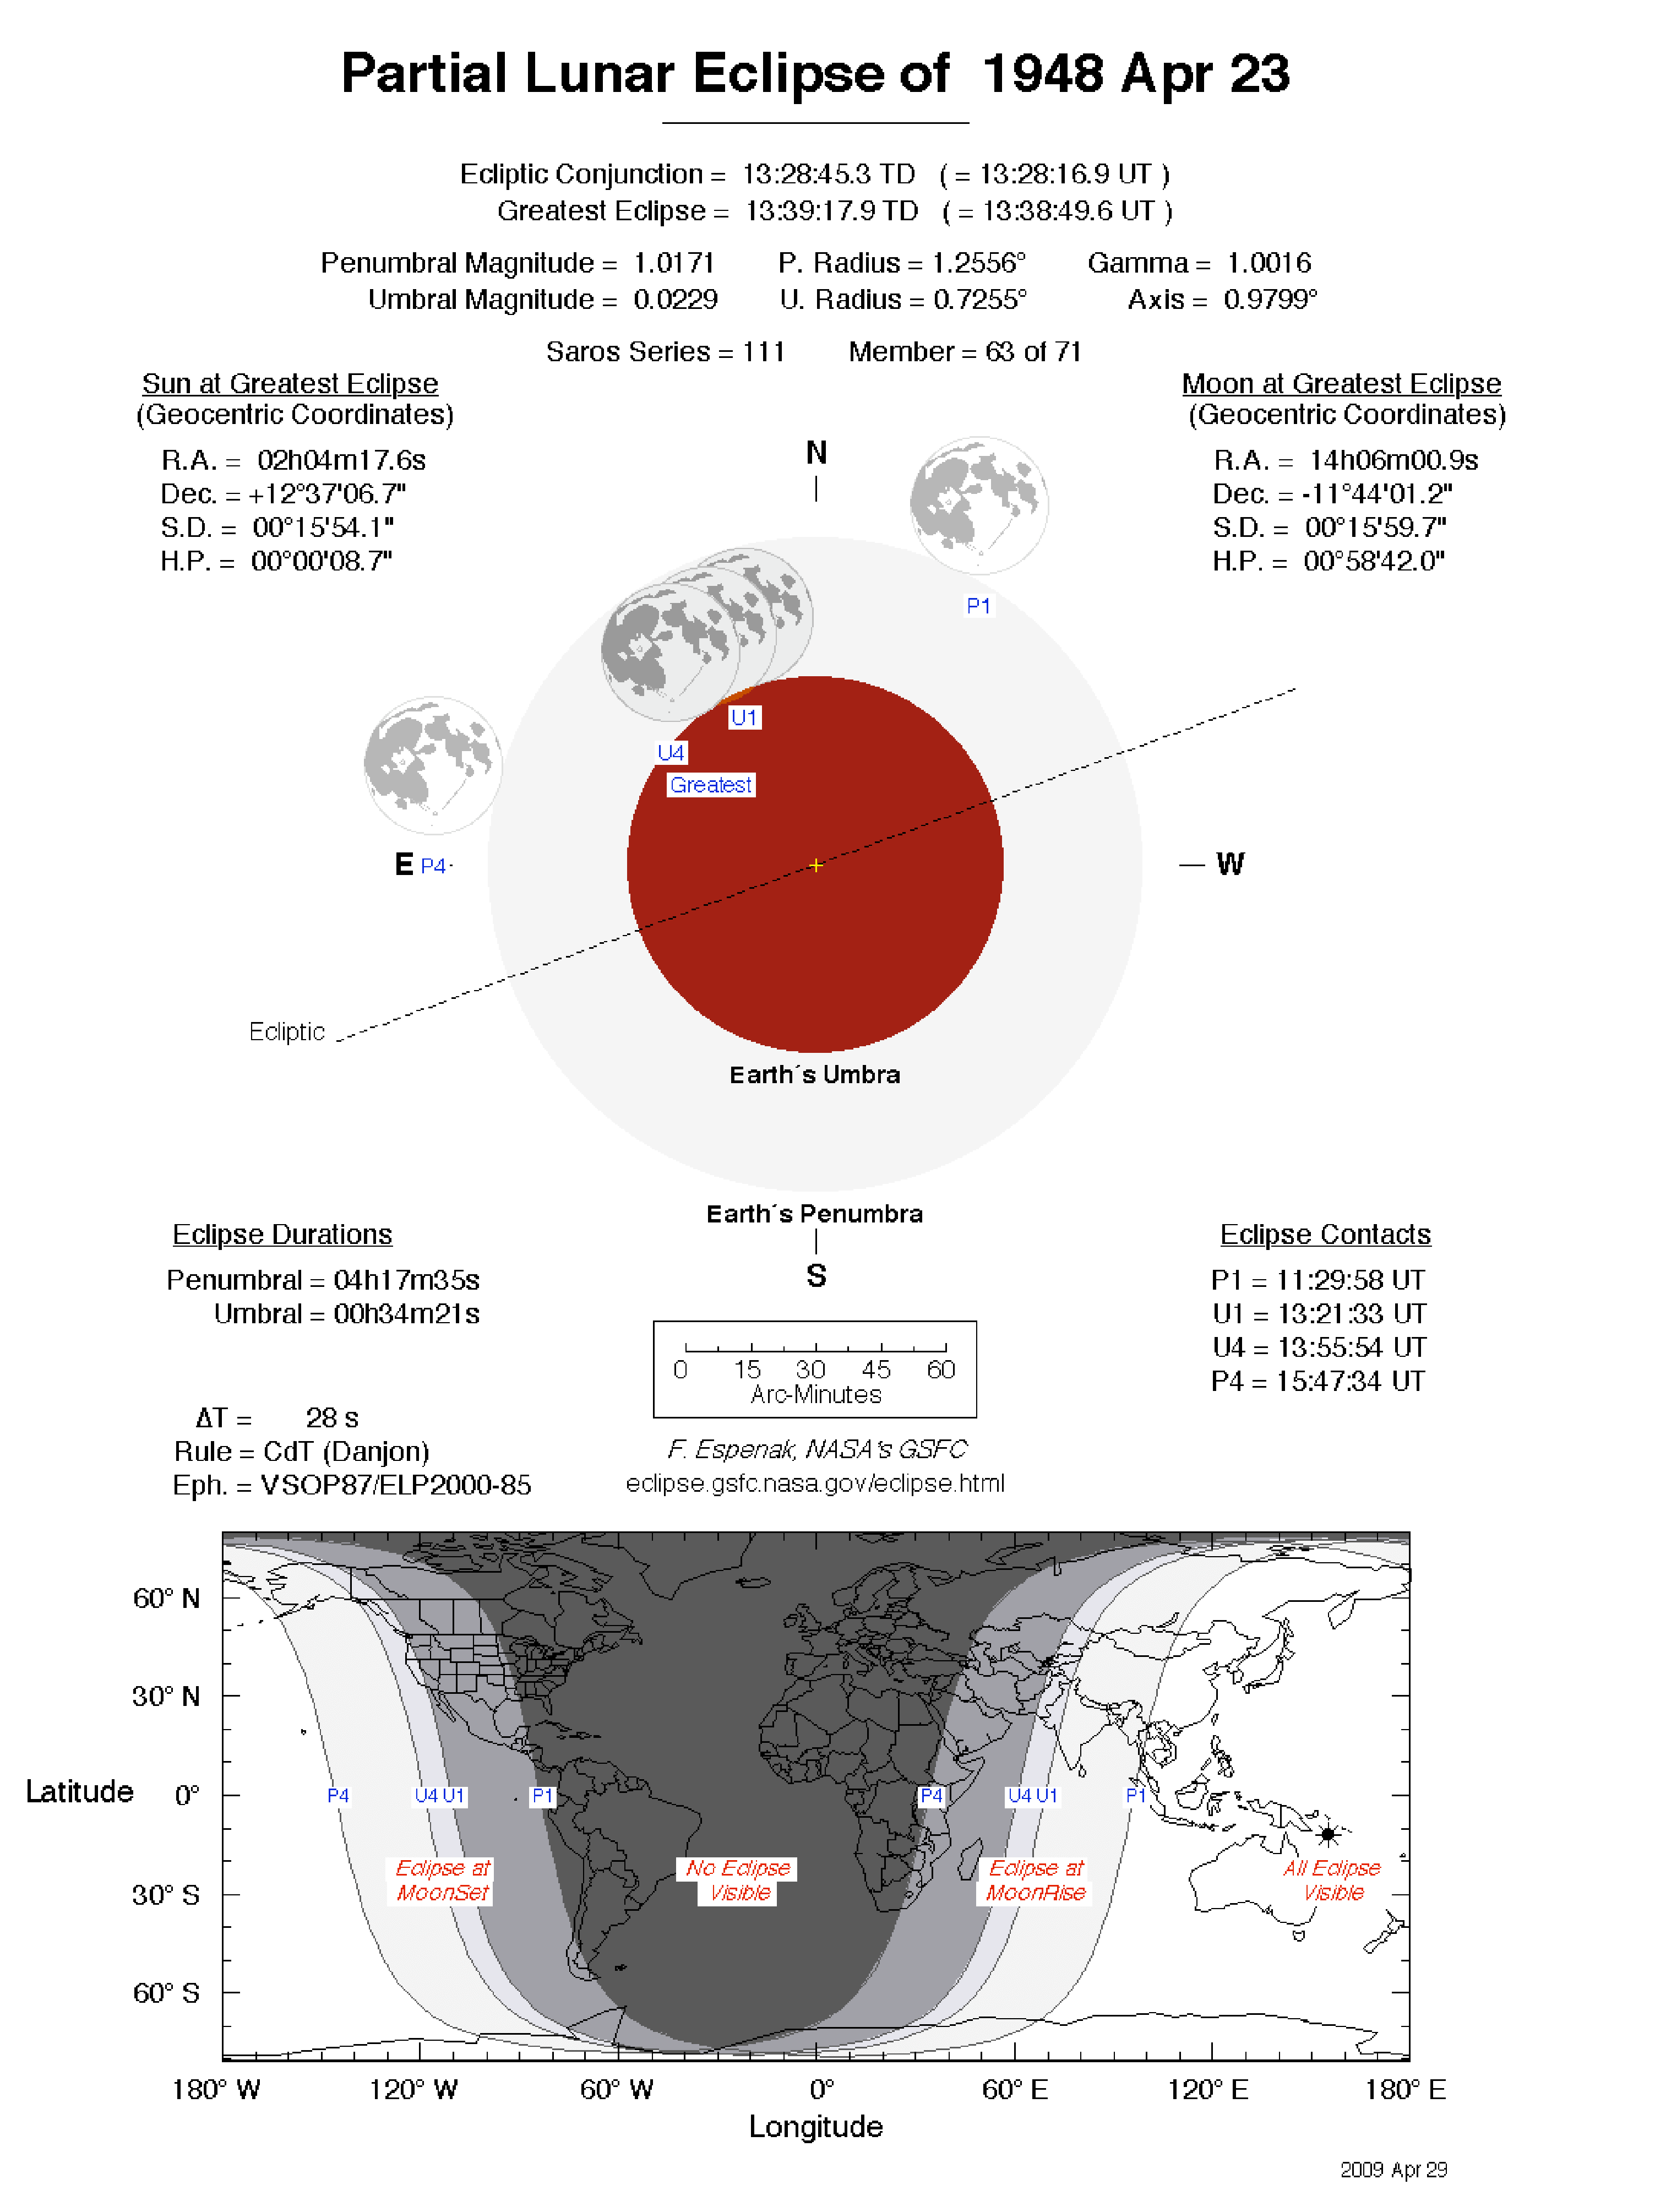 Partial Lunar Eclipse of 1948 Apr 23
Ecliptic Conjunction = 13:28:45.3 TD ( = 13:28:16.9 UT )
Greatest Eclipse = 13:39:17.9 TD ( = 13:38:49.6 UT )
Penumbral Magnitude = 1.0171 P. Radius = 1.2556° Gamma = 1.0016
Umbral Magnitude = 0.0229 U. Radius = 0.7255° Axis = 0.9799°
Saros Series = 111 Member = 63 of 71
Sun at Greatest Eclipse
(Geocentric Coordinates)
R.A. = 02h04m17.6s
Dec. = +12°37'06.7"
S.D. = 00°15'54.1"
H.P. = 00°00'08.7"
Moon at Greatest Eclipse
(Geocentric Coordinates)
R.A. = 14h06m00.9s
Dec. = -11°44'01.2"
S.D. = 00°15'59.7"
H.P. = 00°58'42.0"
N
P1
U1
U4
Greatest
E P4
W
Ecliptic
Earth´s Umbra
Earth´s Penumbra
S
Eclipse Durations
Penumbral = 04h17m35s
Umbral = 00h34m21s
Eclipse Contacts
P1 = 11:29:58 UT
U1 = 13:21:33 UT
U4 = 13:55:54 UT
P4 = 15:47:34 UT
0 15 30 45 60
Arc-Minutes
ΔT = 28 s
Rule = CdT (Danjon)
Eph. = VSOP87/ELP2000-85
F. Espenak, NASA's GSFC
eclipse.gsfc.nasa.gov/eclipse.html
60° N
30° N
Latitude 0°
30° S
60° S
P4 U4 U1 P1 P4 U4 U1 P1
Eclipse at
MoonSet
No Eclipse
Visible
Eclipse at
MoonRise
All Eclipse
Visible
180° W 120° W 60° W 0° 60° E 120° E 180° E
Longitude
2009 Apr 29